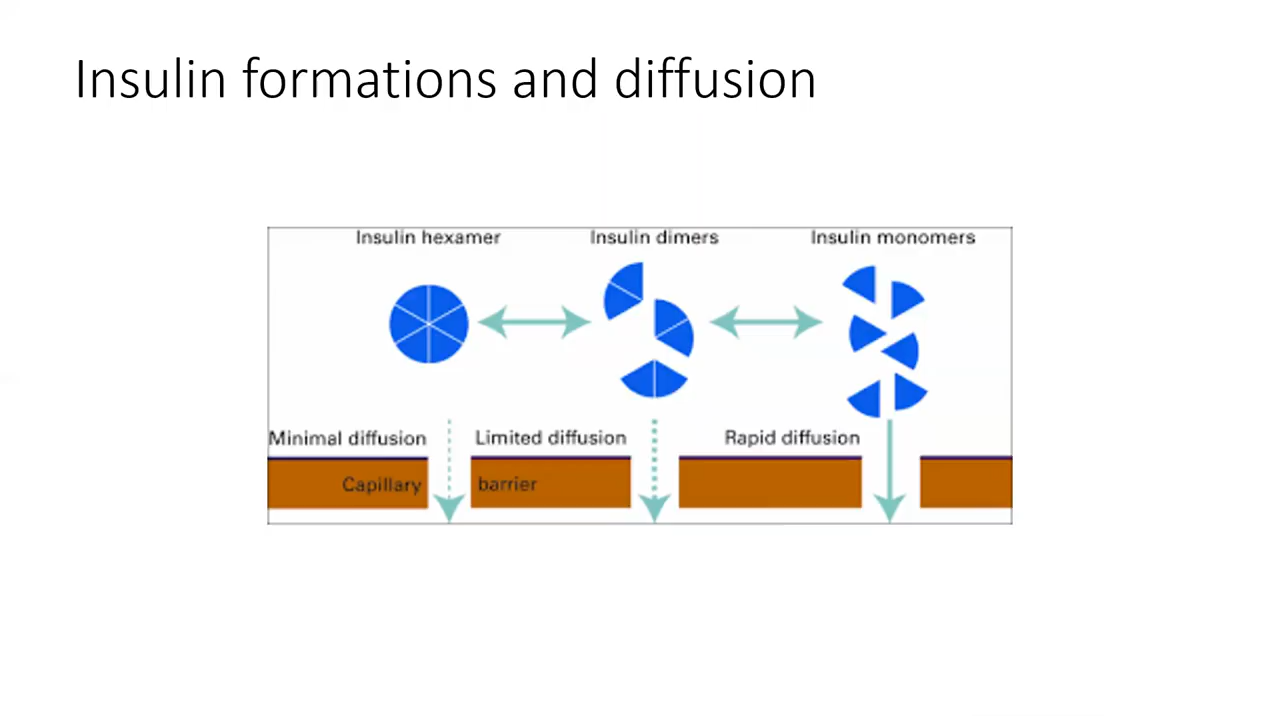 Insulin formations and diffusion
Insulin hexamer
Insulin dimers
Insulin monomers
Minimal diffusion
Limited diffusion
Rapid diffusion
Capillary barrier